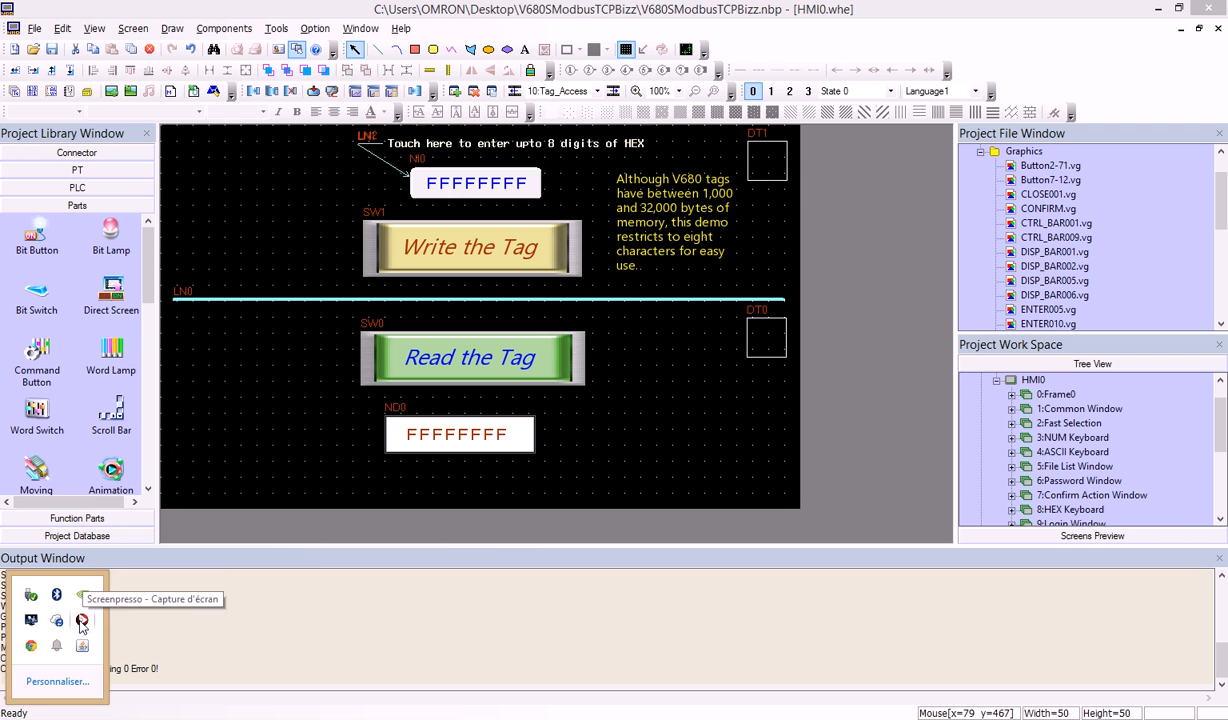 C:\Users\OMRON\Desktop\V680SModbusTCPBizz\V680SModbusTCPBizz.nbp - [HMI0.whe]
File Edit View Screen Draw Components Tools Option Window Help
10:Tag_Access 100% 0 1 2 3 State 0 Language1
Project Library Window
Connector
PT
PLC
Parts
Bit Button
Bit Lamp
Bit Switch
Direct Screen
Command Button
Word Lamp
Word Switch
Scroll Bar
Moving
Animation
Function Parts
Project Database
LN2
Touch here to enter upto 8 digits of HEX
NI0
FFFFFFFF
SW1
Write the Tag
DT1
Although V680 tags
have between 1,000
and 32,000 bytes of
memory, this demo
restricts to eight
characters for easy
use.
LN0
SW0
Read the Tag
DT0
ND0
FFFFFFFF
Project File Window
Graphics
Button2-71.vg
Button7-12.vg
CLOSE001.vg
CONFIRM.vg
CTRL_BAR001.vg
CTRL_BAR009.vg
DISP_BAR001.vg
DISP_BAR002.vg
DISP_BAR005.vg
DISP_BAR006.vg
ENTER005.vg
ENTER010.vg
Project Work Space
Tree View
HMI0
0:Frame0
1:Common Window
2:Fast Selection
3:NUM Keyboard
4:ASCII Keyboard
5:File List Window
6:Password Window
7:Confirm Action Window
8:HEX Keyboard
9:Login Window
Screens Preview
Output Window
Screenpresso - Capture d'écran
ing 0 Error 0!
Personnaliser...
Ready
Mouse[x=79 y=467] Width=50 Height=50